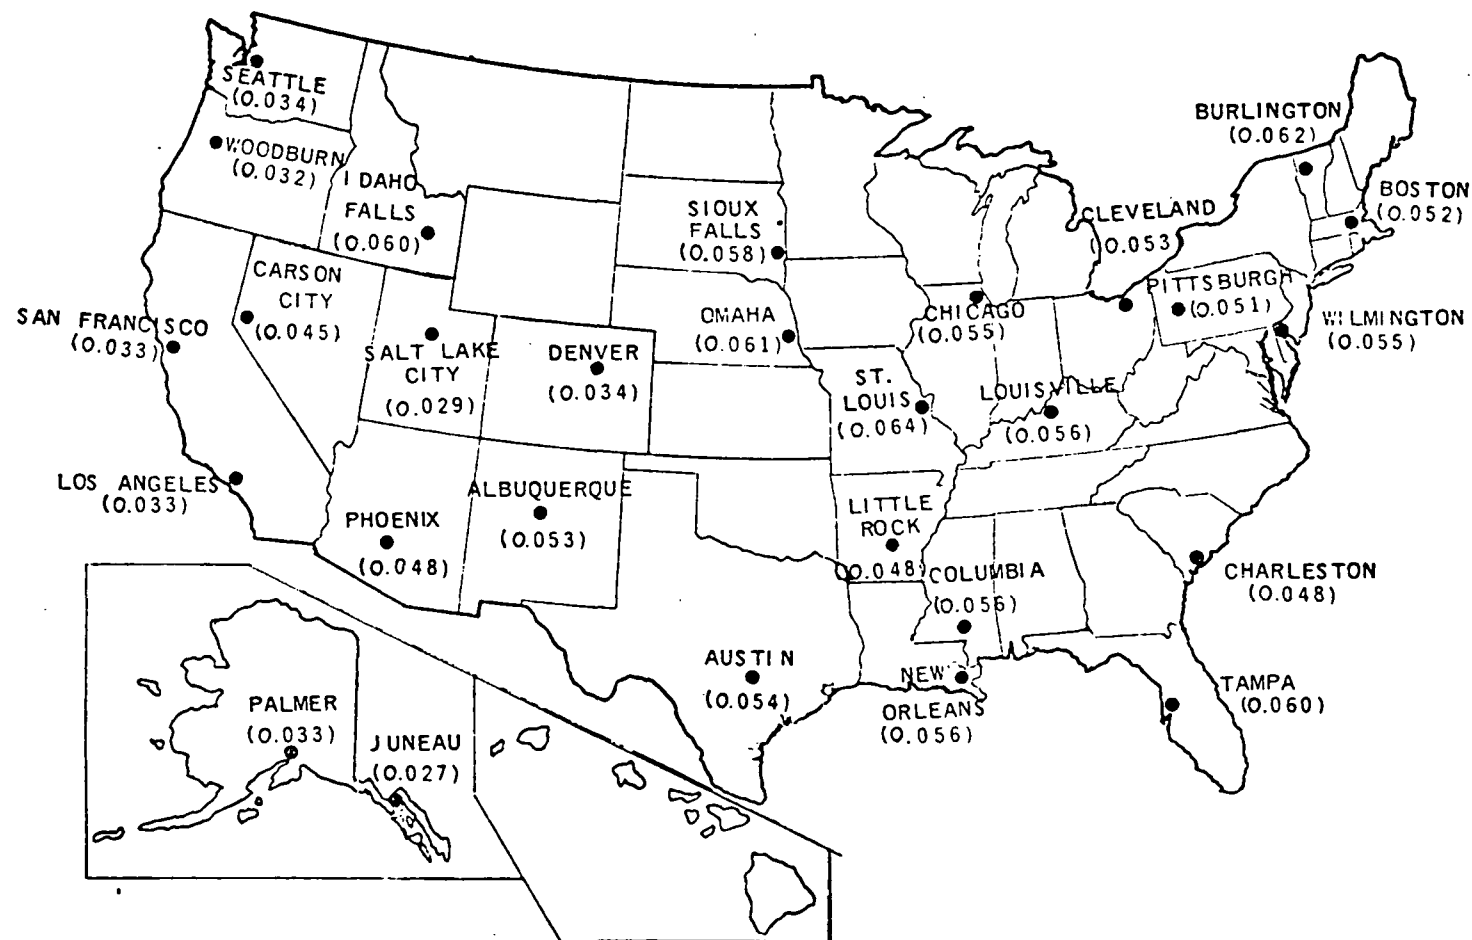 SEATTLE
(0.034)
WOODBURN
(0.032)
IDAHO
FALLS
(0.060)
CARSON
CITY
(0.045)
SAN FRANCISCO
(0.033)
SALT LAKE
CITY
(0.029)
DENVER
(0.034)
LOS ANGELES
(0.033)
PHOENIX
(0.048)
ALBUQUERQUE
(0.053)
SIOUX
FALLS
(0.058)
OMAHA
(0.061)
ST.
LOUIS
(0.064)
CHICAGO
(0.055)
LOUISVILLE
(0.056)
CLEVELAND
(0.053)
PITTSBURGH
(0.051)
BURLINGTON
(0.062)
BOSTON
(0.052)
WILMINGTON
(0.055)
LITTLE
ROCK
(0.048)
COLUMBIA
(0.056)
CHARLESTON
(0.048)
AUSTIN
(0.054)
NEW
ORLEANS
(0.056)
TAMPA
(0.060)
PALMER
(0.033)
JUNEAU
(0.027)